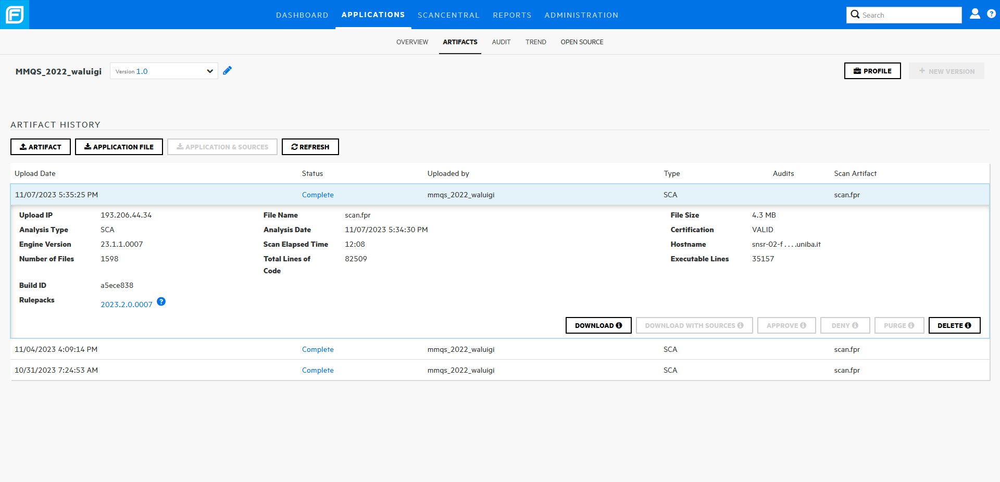 DASHBOARD APPLICATIONS SCANCENTRAL REPORTS ADMINISTRATION Search
OVERVIEW ARTIFACTS AUDIT TREND OPEN SOURCE
MMQS_2022_waluigi Version 1.0 PROFILE + NEW VERSION
ARTIFACT HISTORY
ARTIFACT APPLICATION FILE APPLICATION & SOURCES REFRESH
Upload Date Status Uploaded by Type Audits Scan Artifact
11/07/2023 5:35:25 PM Complete mmqs_2022_waluigi SCA scan.fpr
Upload IP 193.206.44.34 File Name scan.fpr File Size 4.3 MB
Analysis Type SCA Analysis Date 11/07/2023 5:34:30 PM Certification VALID
Engine Version 23.1.1.0007 Scan Elapsed Time 12:08 Hostname snsr-02-f . . . .uniba.it
Number of Files 1598 Total Lines of Code 82509 Executable Lines 35157
Build ID a5ece838
Rulepacks 2023.2.0.0007 ?
DOWNLOAD DOWNLOAD WITH SOURCES APPROVE DENY PURGE DELETE
11/04/2023 4:09:14 PM Complete mmqs_2022_waluigi SCA scan.fpr
10/31/2023 7:24:53 AM Complete mmqs_2022_waluigi SCA scan.fpr